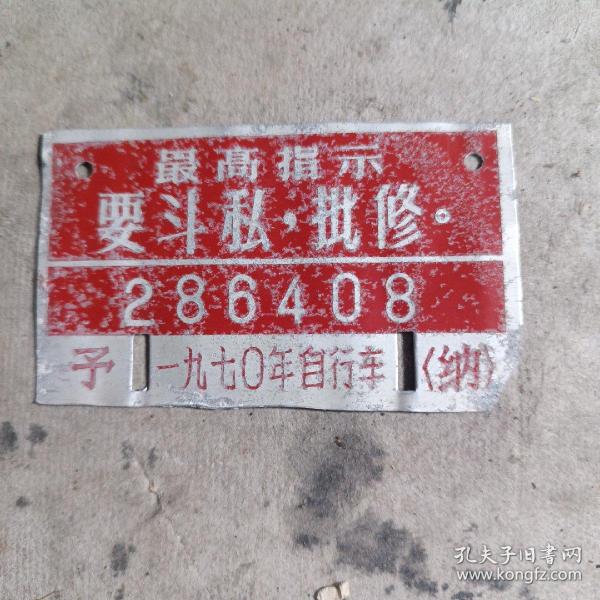 最高指示
要斗私，批修。
286408
予 一九七〇年自行车 〈纳〉
孔夫子旧书网
www.kongfz.com